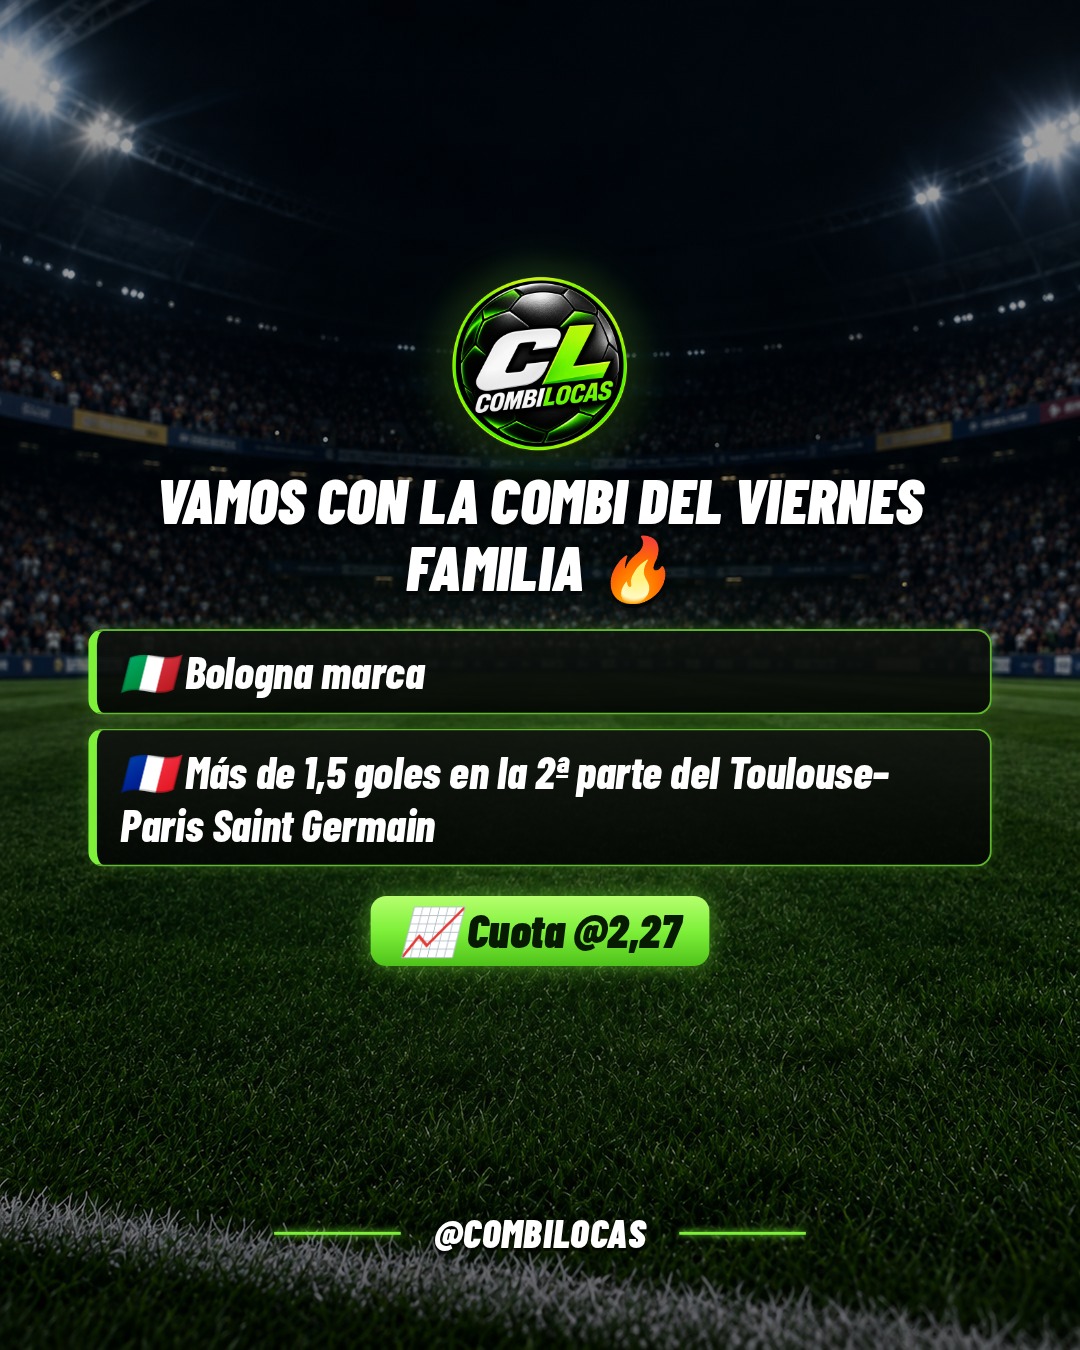 CL
COMBILOCAS
VAMOS CON LA COMBI DEL VIERNES
FAMILIA 🔥
🇮🇹 Bologna marca
🇫🇷 Más de 1,5 goles en la 2ª parte del Toulouse-
Paris Saint Germain
📈 Cuota @2,27
@COMBILOCAS